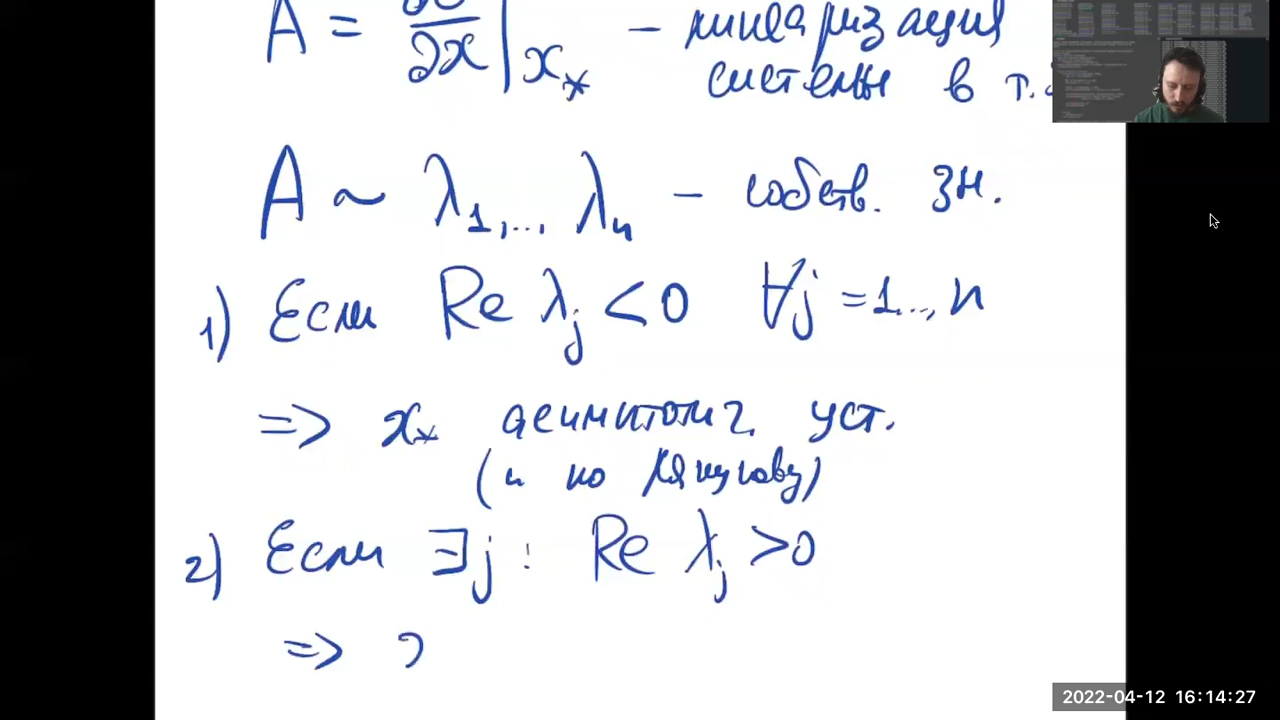 A = ∂x |x* – линеаризация
системы в т.
A ~ λ1,... λn – собств. зн.
1) Если Re λj < 0 ∀j = 1..., n
=> x* асимптот. уст.
(и по Ляпунову)
2) Если ∃j : Re λj > 0
=>
2022-04-12 16:14:27